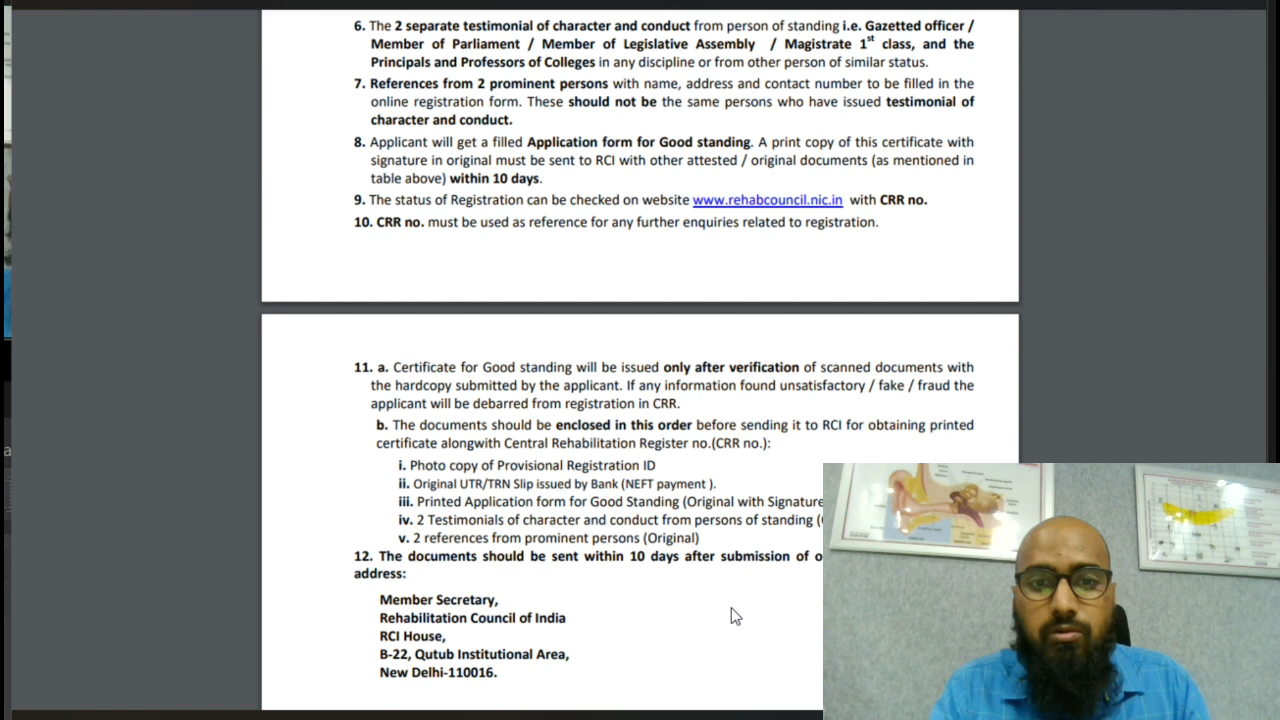 6. The 2 separate testimonial of character and conduct from person of standing i.e. Gazetted officer /
Member of Parliament / Member of Legislative Assembly / Magistrate 1st class, and the
Principals and Professors of Colleges in any discipline or from other person of similar status.
7. References from 2 prominent persons with name, address and contact number to be filled in the
online registration form. These should not be the same persons who have issued testimonial of
character and conduct.
8. Applicant will get a filled Application form for Good standing. A print copy of this certificate with
signature in original must be sent to RCI with other attested / original documents (as mentioned in
table above) within 10 days.
9. The status of Registration can be checked on website www.rehabcouncil.nic.in with CRR no.
10. CRR no. must be used as reference for any further enquiries related to registration.
11. a. Certificate for Good standing will be issued only after verification of scanned documents with
the hardcopy submitted by the applicant. If any information found unsatisfactory / fake / fraud the
applicant will be debarred from registration in CRR.
b. The documents should be enclosed in this order before sending it to RCI for obtaining printed
certificate alongwith Central Rehabilitation Register no.(CRR no.):
i. Photo copy of Provisional Registration ID
ii. Original UTR/TRN Slip issued by Bank (NEFT payment ).
iii. Printed Application form for Good Standing (Original with Signature
iv. 2 Testimonials of character and conduct from persons of standing (
v. 2 references from prominent persons (Original)
12. The documents should be sent within 10 days after submission of o
address:
Member Secretary,
Rehabilitation Council of India
RCI House,
B-22, Qutub Institutional Area,
New Delhi-110016.